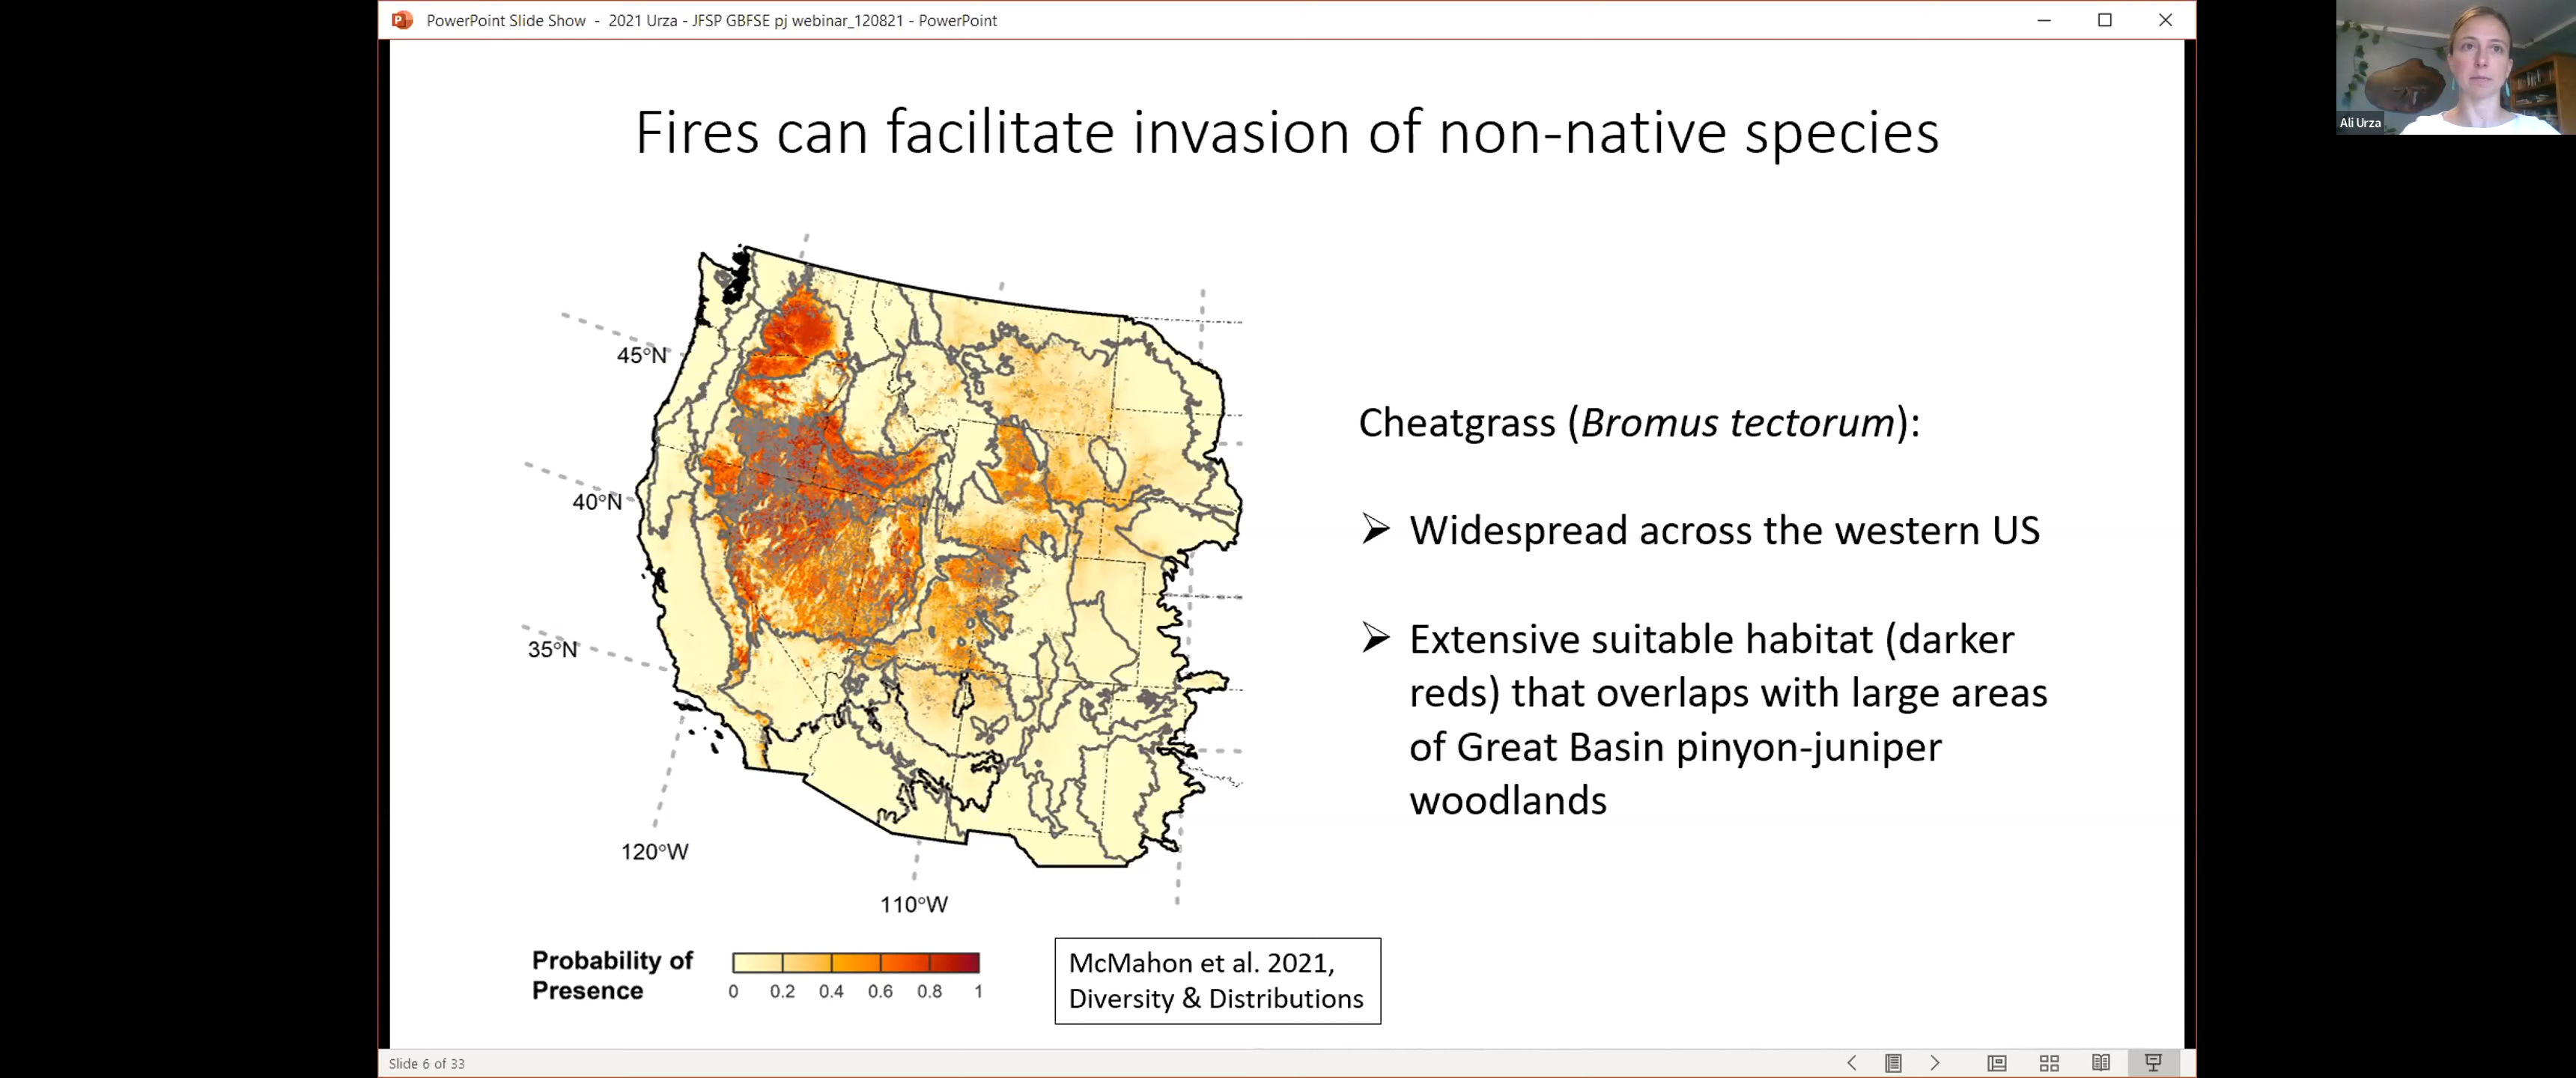 PowerPoint Slide Show - 2021 Urza - JFSP GBFSE pj webinar_120821 - PowerPoint
Ali Urza
Fires can facilitate invasion of non-native species
45°N
40°N
35°N
120°W
110°W
Probability of
Presence
0 0.2 0.4 0.6 0.8 1
McMahon et al. 2021,
Diversity & Distributions
Cheatgrass (Bromus tectorum):
➢ Widespread across the western US
➢ Extensive suitable habitat (darker
reds) that overlaps with large areas
of Great Basin pinyon-juniper
woodlands
Slide 6 of 33